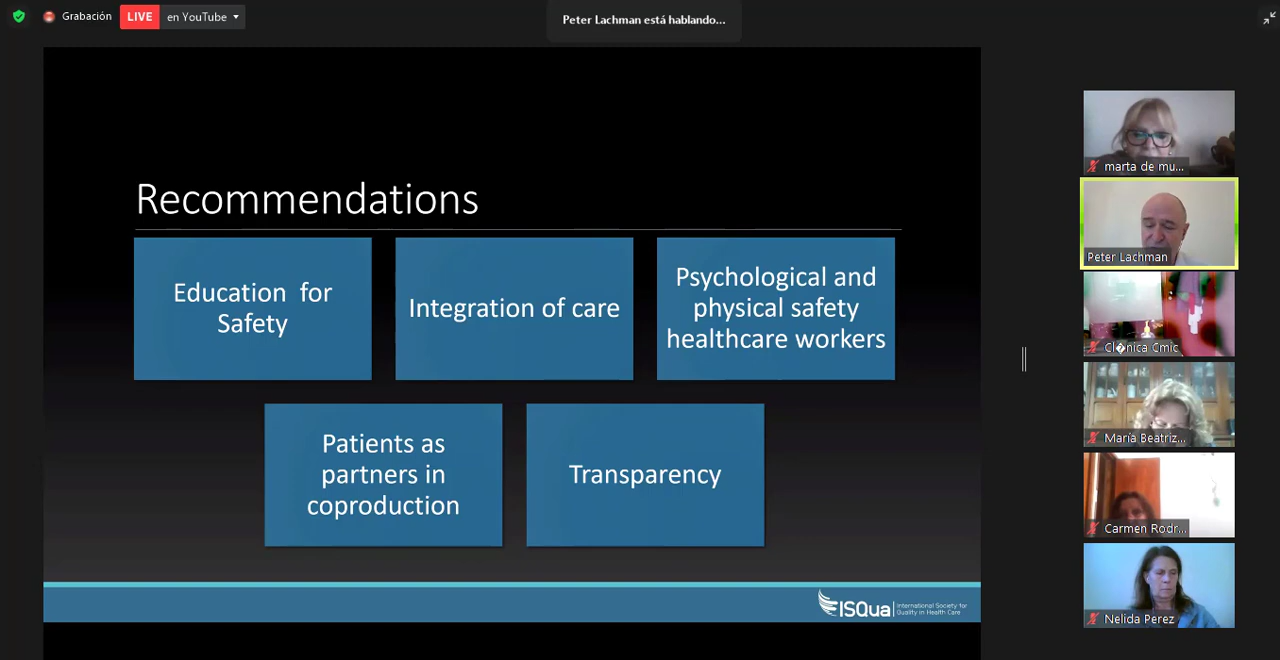 Grabación
LIVE
en YouTube
Peter Lachman está hablando...
Recommendations
Education for
Safety
Integration of care
Psychological and
physical safety
healthcare workers
Patients as
partners in
coproduction
Transparency
ISQua
International Society for
Quality in Health Care
marta de mu...
Peter Lachman
Cl�nica Cmic
María Beatriz...
Carmen Rodr...
Nelida Perez